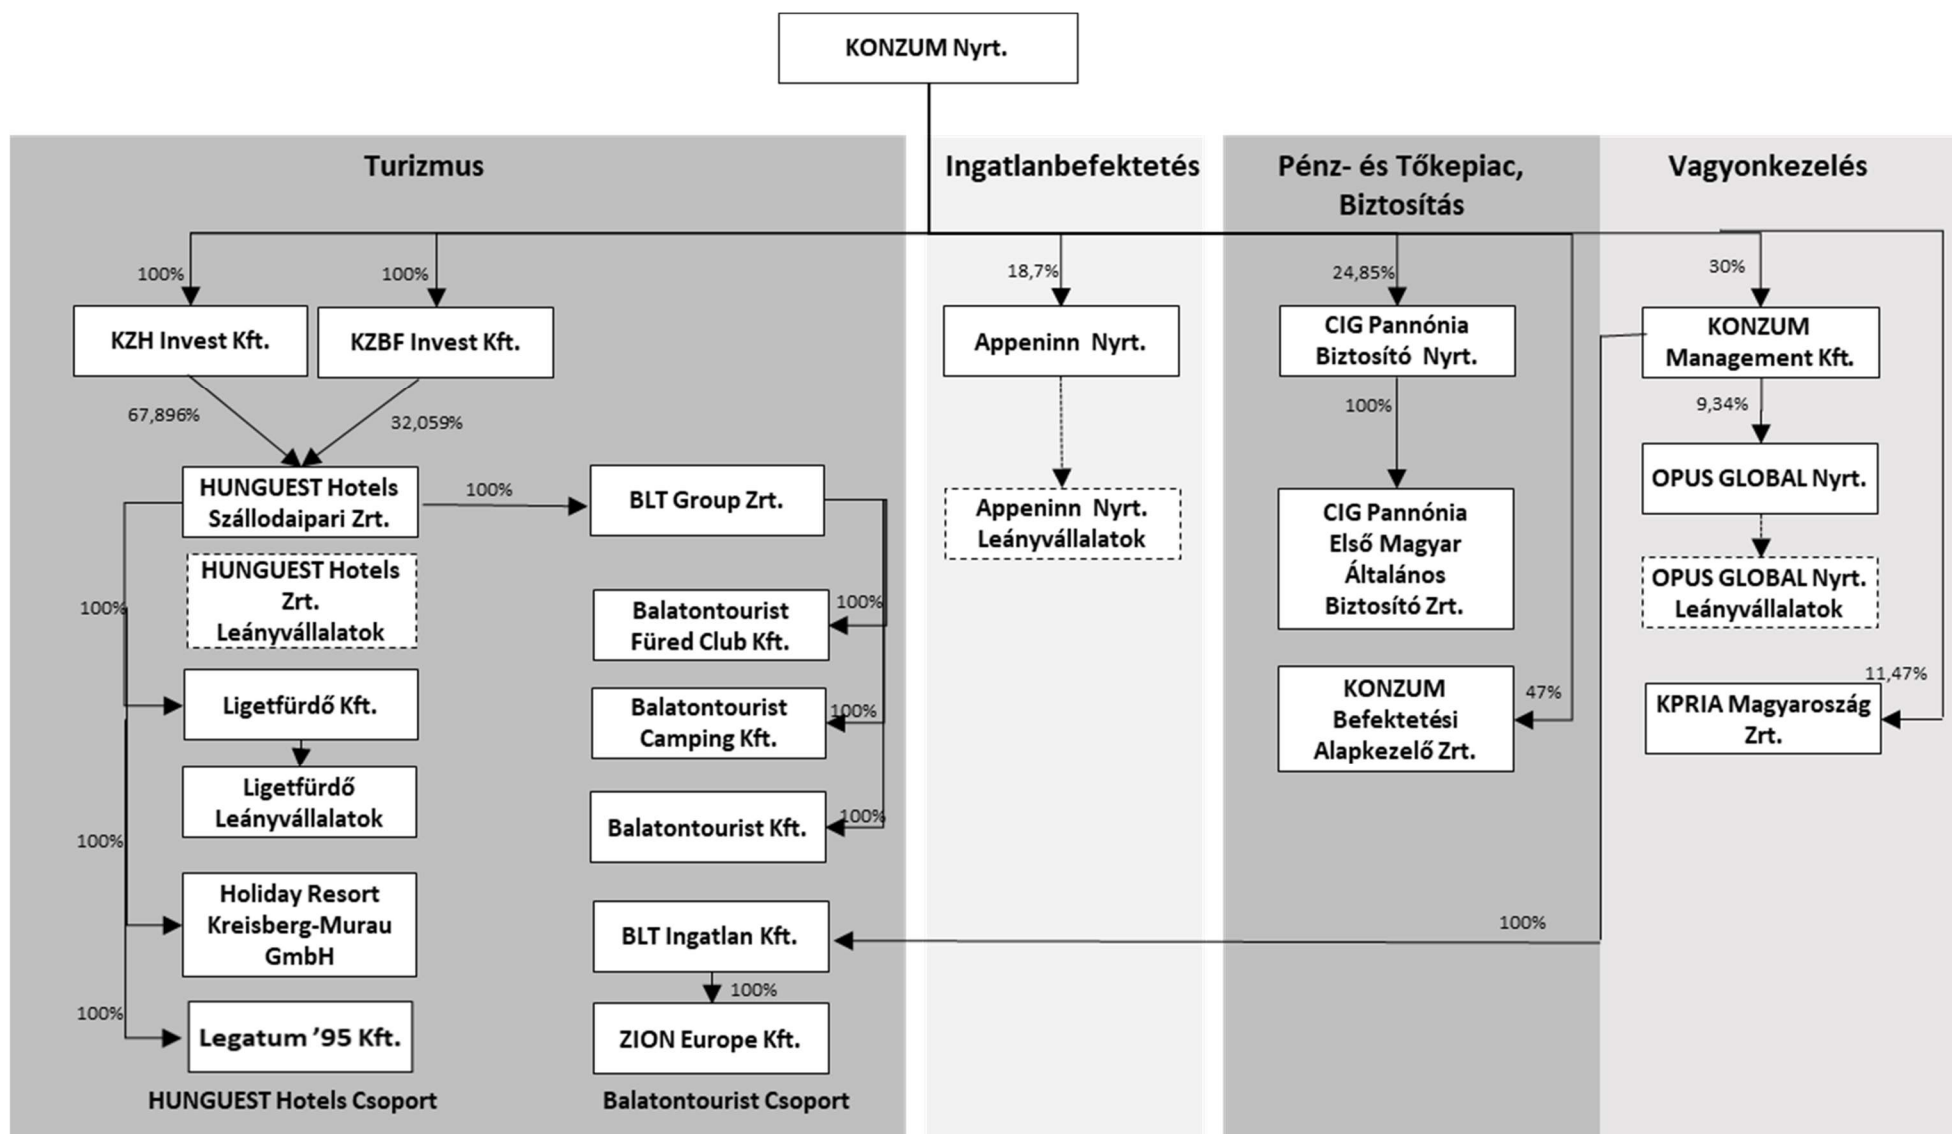 KONZUM Nyrt.
Turizmus
100%
100%
KZH Invest Kft.
KZBF Invest Kft.
67,896%
32,059%
HUNGUEST Hotels
Szállodaipari Zrt.
100%
HUNGUEST Hotels
Zrt.
Leányvállalatok
100%
Ligetfürdő Kft.
Ligetfürdő
Leányvállalatok
100%
Holiday Resort
Kreisberg-Murau
GmbH
100%
Legatum ’95 Kft.
HUNGUEST Hotels Csoport
BLT Group Zrt.
100%
Balatontourist
Füred Club Kft.
Balatontourist
Camping Kft.
100%
Balatontourist Kft.
100%
BLT Ingatlan Kft.
100%
ZION Europe Kft.
Balatontourist Csoport
Ingatlanbefektetés
18,7%
Appeninn Nyrt.
Appeninn Nyrt.
Leányvállalatok
Pénz- és Tőkepiac,
Biztosítás
24,85%
CIG Pannónia
Biztosító Nyrt.
100%
CIG Pannónia
Első Magyar
Általános
Biztosító Zrt.
KONZUM
Befektetési
Alapkezelő Zrt.
47%
100%
Vagyonkezelés
30%
KONZUM
Management Kft.
9,34%
OPUS GLOBAL Nyrt.
OPUS GLOBAL Nyrt.
Leányvállalatok
11,47%
KPRIA Magyaroszág
Zrt.